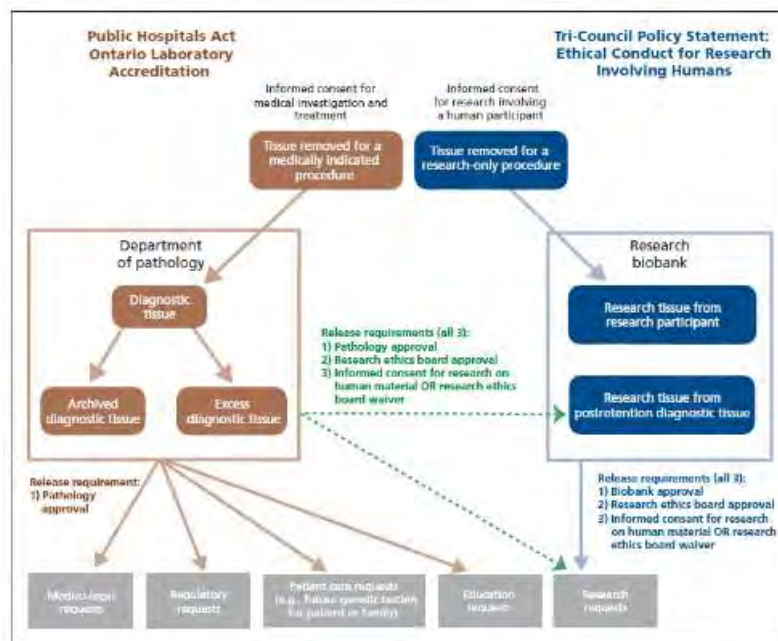 Public Hospitals Act
Ontario Laboratory
Accreditation
Tri-Council Policy Statement:
Ethical Conduct for Research
Involving Humans
Informed consent for
medical investigation and
treatment
Informed consent
for research involving
a human participant
Tissue removed for a
medically indicated
procedure
Tissue removed for a
research-only procedure
Department
of pathology
Research
biobank
Diagnostic
tissue
Research tissue from
research participant
Release requirements (all 3):
1) Pathology approval
2) Research ethics board approval
3) Informed consent for research on
human material OR research ethics
board waiver
Archived
diagnostic tissue
Excess
diagnostic tissue
Research tissue from
postretention diagnostic tissue
Release requirement:
1) Pathology
approval
Release requirements (all 3):
1) Biobank approval
2) Research ethics board approval
3) Informed consent for research
on human material OR research
ethics board waiver
Medico-legal
requests
Regulatory
requests
Patient care requests
(e.g., future genetic testing
for patient or family)
Education
requests
Research
requests